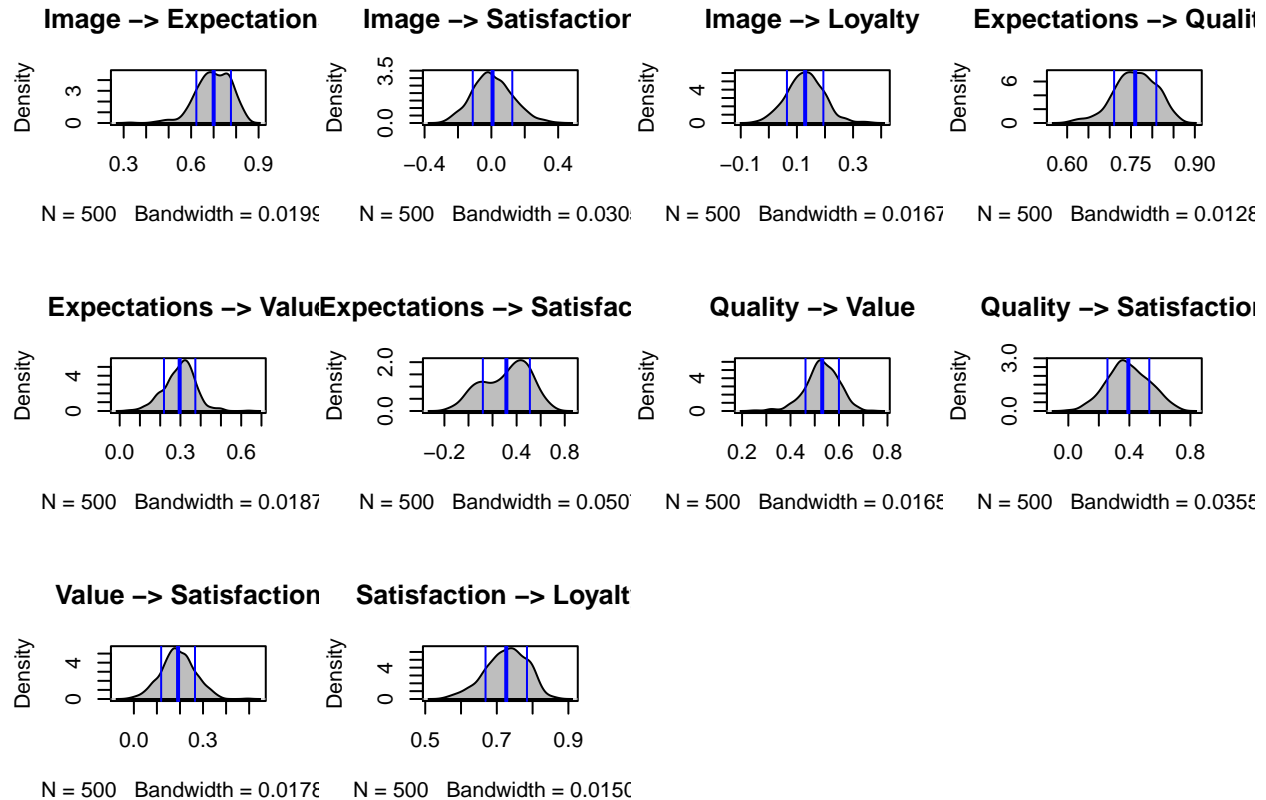 Image −> Expectation
Density
0 3
0.3 0.6 0.9
N = 500 Bandwidth = 0.0199
Image −> Satisfaction
Density
0.0 3.5
−0.4 0.0 0.4
N = 500 Bandwidth = 0.030
Image −> Loyalty
Density
0 4
−0.1 0.1 0.3
N = 500 Bandwidth = 0.0167
Expectations −> Qualit
Density
0 6
0.60 0.75 0.90
N = 500 Bandwidth = 0.0128
Expectations −> Value
Density
0 4
0.0 0.3 0.6
N = 500 Bandwidth = 0.0187
Expectations −> Satisfac
Density
0.0 2.0
−0.2 0.4 0.8
N = 500 Bandwidth = 0.050
Quality −> Value
Density
0 4
0.2 0.4 0.6 0.8
N = 500 Bandwidth = 0.0165
Quality −> Satisfaction
Density
0.0 3.0
0.0 0.4 0.8
N = 500 Bandwidth = 0.0355
Value −> Satisfaction
Density
0 4
0.0 0.3
N = 500 Bandwidth = 0.0178
Satisfaction −> Loyalt
Density
0 4
0.5 0.7 0.9
N = 500 Bandwidth = 0.0150